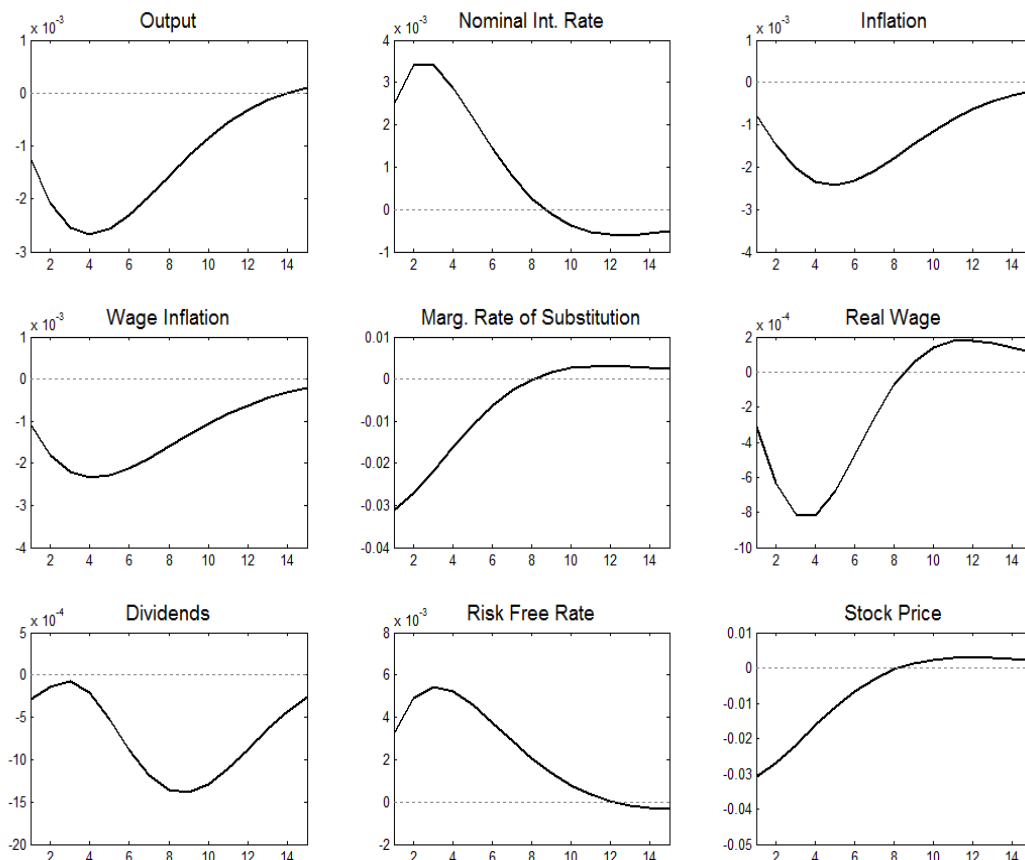 Output
x 10-3
1
0
-1
-2
-3
2 4 6 8 10 12 14
Nominal Int. Rate
x 10-3
4
3
2
1
0
-1
2 4 6 8 10 12 14
Inflation
x 10-3
1
0
-1
-2
-3
-4
2 4 6 8 10 12 14
Wage Inflation
x 10-3
1
0
-1
-2
-3
-4
2 4 6 8 10 12 14
Marg. Rate of Substitution
0.01
0
-0.01
-0.02
-0.03
-0.04
2 4 6 8 10 12 14
Real Wage
x 10-4
2
0
-2
-4
-6
-8
-10
2 4 6 8 10 12 14
Dividends
x 10-4
5
0
-5
-10
-15
-20
2 4 6 8 10 12 14
Risk Free Rate
x 10-3
8
6
4
2
0
-2
2 4 6 8 10 12 14
Stock Price
0.01
0
-0.01
-0.02
-0.03
-0.04
-0.05
2 4 6 8 10 12 14